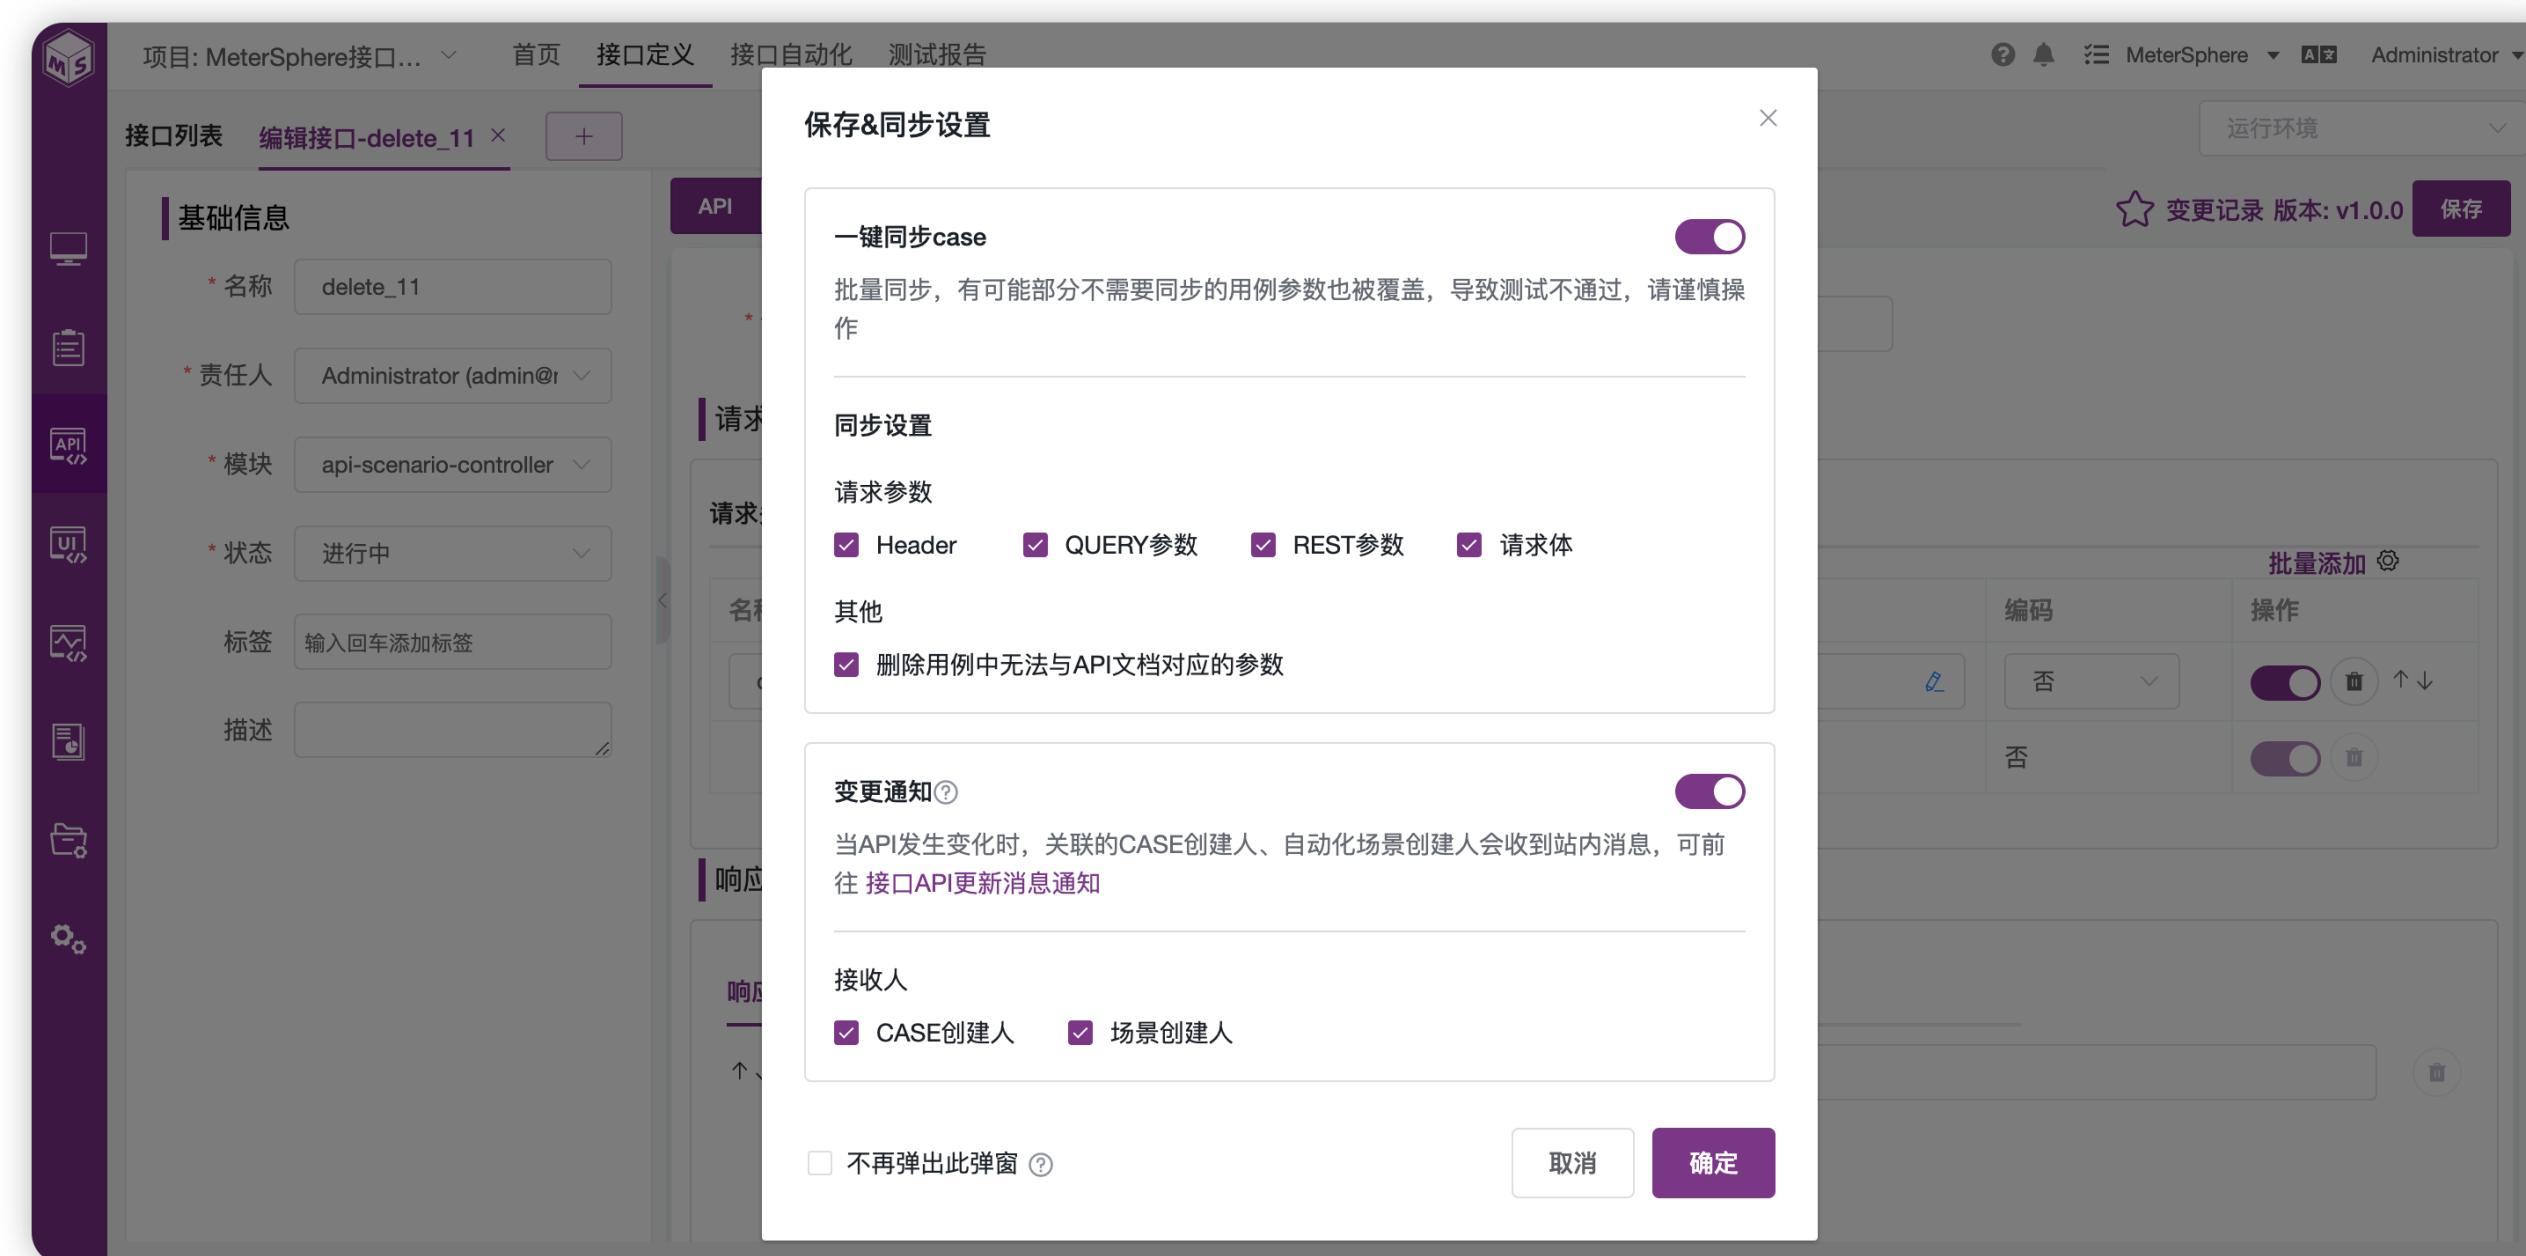 MS
项目: MeterSphere接口...
首页
接口定义
接口自动化
测试报告
MeterSphere
Administrator
接口列表
编辑接口-delete_11
+
运行环境
保存&同步设置
API
变更记录
版本: v1.0.0
保存
基础信息
* 名称
delete_11
* 责任人
Administrator (admin@r
* 模块
api-scenario-controller
* 状态
进行中
标签
输入回车添加标签
描述
API
UI
一键同步case
批量同步，有可能部分不需要同步的用例参数也被覆盖，导致测试不通过，请谨慎操
作
同步设置
请求参数
Header
QUERY参数
REST参数
请求体
其他
删除用例中无法与API文档对应的参数
变更通知
当API发生变化时，关联的CASE创建人、自动化场景创建人会收到站内消息，可前
往 接口API更新消息通知
接收人
CASE创建人
场景创建人
不再弹出此弹窗
取消
确定
*
请求
请求
响应
响应
批量添加
编码
操作
否
否